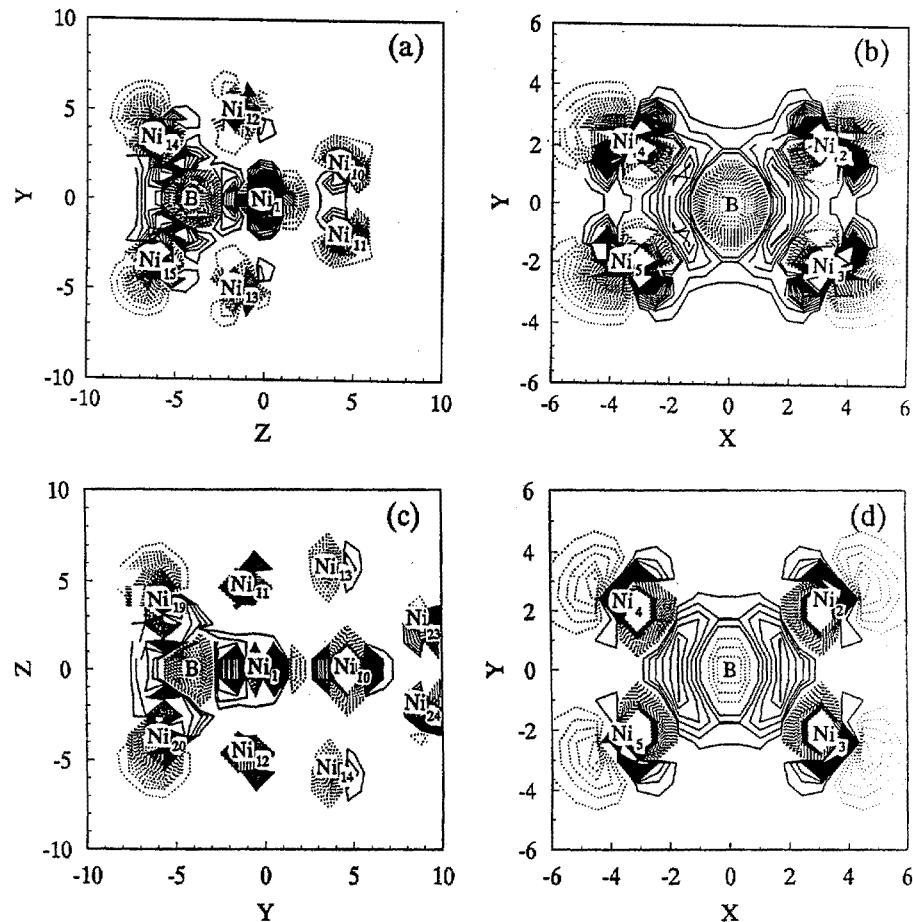 (a)
10
5
0
-5
-10
Y
-10 -5 0 5 10
Z
Ni12
Ni14
Ni10
B
Ni1
Ni11
Ni15
Ni13
(b)
6
4
2
0
-2
-4
-6
Y
-6 -4 -2 0 2 4 6
X
Ni4
Ni2
B
Ni5
Ni3
(c)
10
5
0
-5
-10
Z
-10 -5 0 5 10
Y
Ni13
Ni11
Ni19
Ni23
B
Ni1
Ni10
Ni24
Ni20
Ni12
Ni14
(d)
6
4
2
0
-2
-4
-6
Y
-6 -4 -2 0 2 4 6
X
Ni4
Ni2
B
Ni5
Ni3